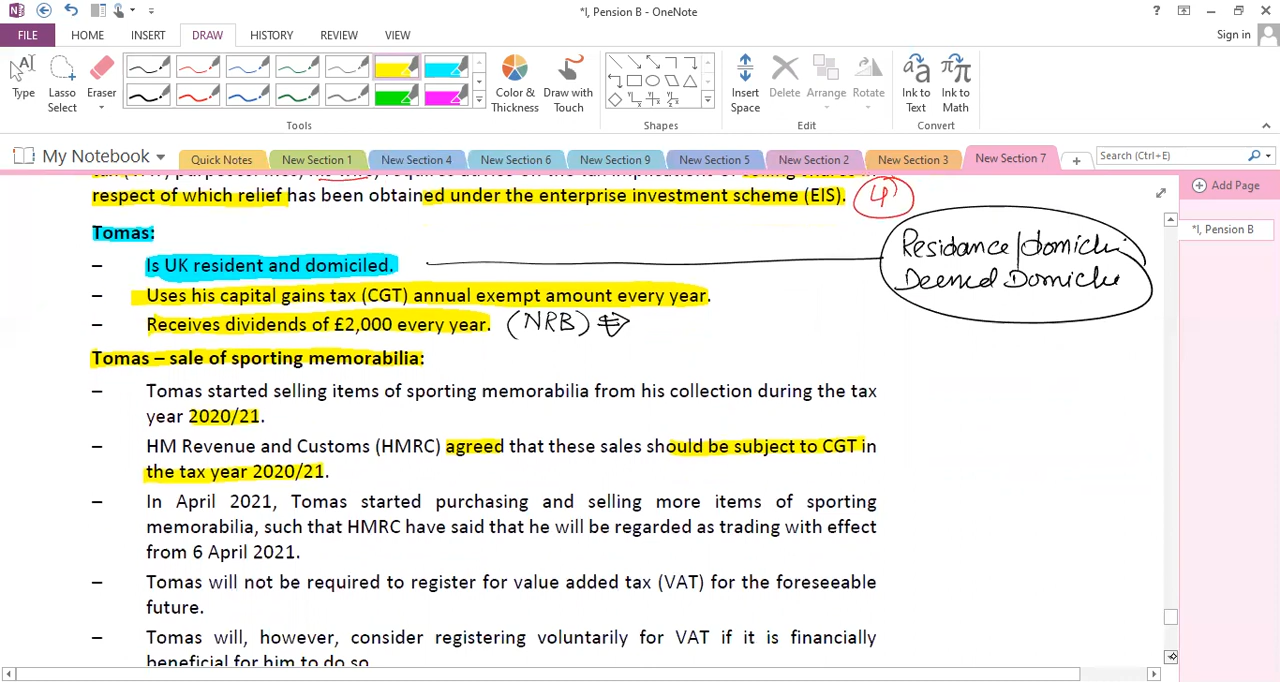 *I, Pension B - OneNote
Sign in
FILE HOME INSERT DRAW HISTORY REVIEW VIEW
Type
Lasso Select
Eraser
Color & Thickness
Draw with Touch
Insert Space
Delete
Arrange
Rotate
Ink to Text
Ink to Math
Tools
Shapes
Edit
Convert
My Notebook
Quick Notes
New Section 1
New Section 4
New Section 6
New Section 9
New Section 5
New Section 2
New Section 3
New Section 7
Search (Ctrl+E)
Add Page
*I, Pension B
respect of which relief has been obtained under the enterprise investment scheme (EIS).
Tomas:
– Is UK resident and domiciled.
Residance/domicile
Deemed Domicile
– Uses his capital gains tax (CGT) annual exempt amount every year.
– Receives dividends of £2,000 every year. (NRB)
Tomas – sale of sporting memorabilia:
– Tomas started selling items of sporting memorabilia from his collection during the tax
year 2020/21.
– HM Revenue and Customs (HMRC) agreed that these sales should be subject to CGT in
the tax year 2020/21.
– In April 2021, Tomas started purchasing and selling more items of sporting
memorabilia, such that HMRC have said that he will be regarded as trading with effect
from 6 April 2021.
– Tomas will not be required to register for value added tax (VAT) for the foreseeable
future.
– Tomas will, however, consider registering voluntarily for VAT if it is financially
beneficial for him to do so.